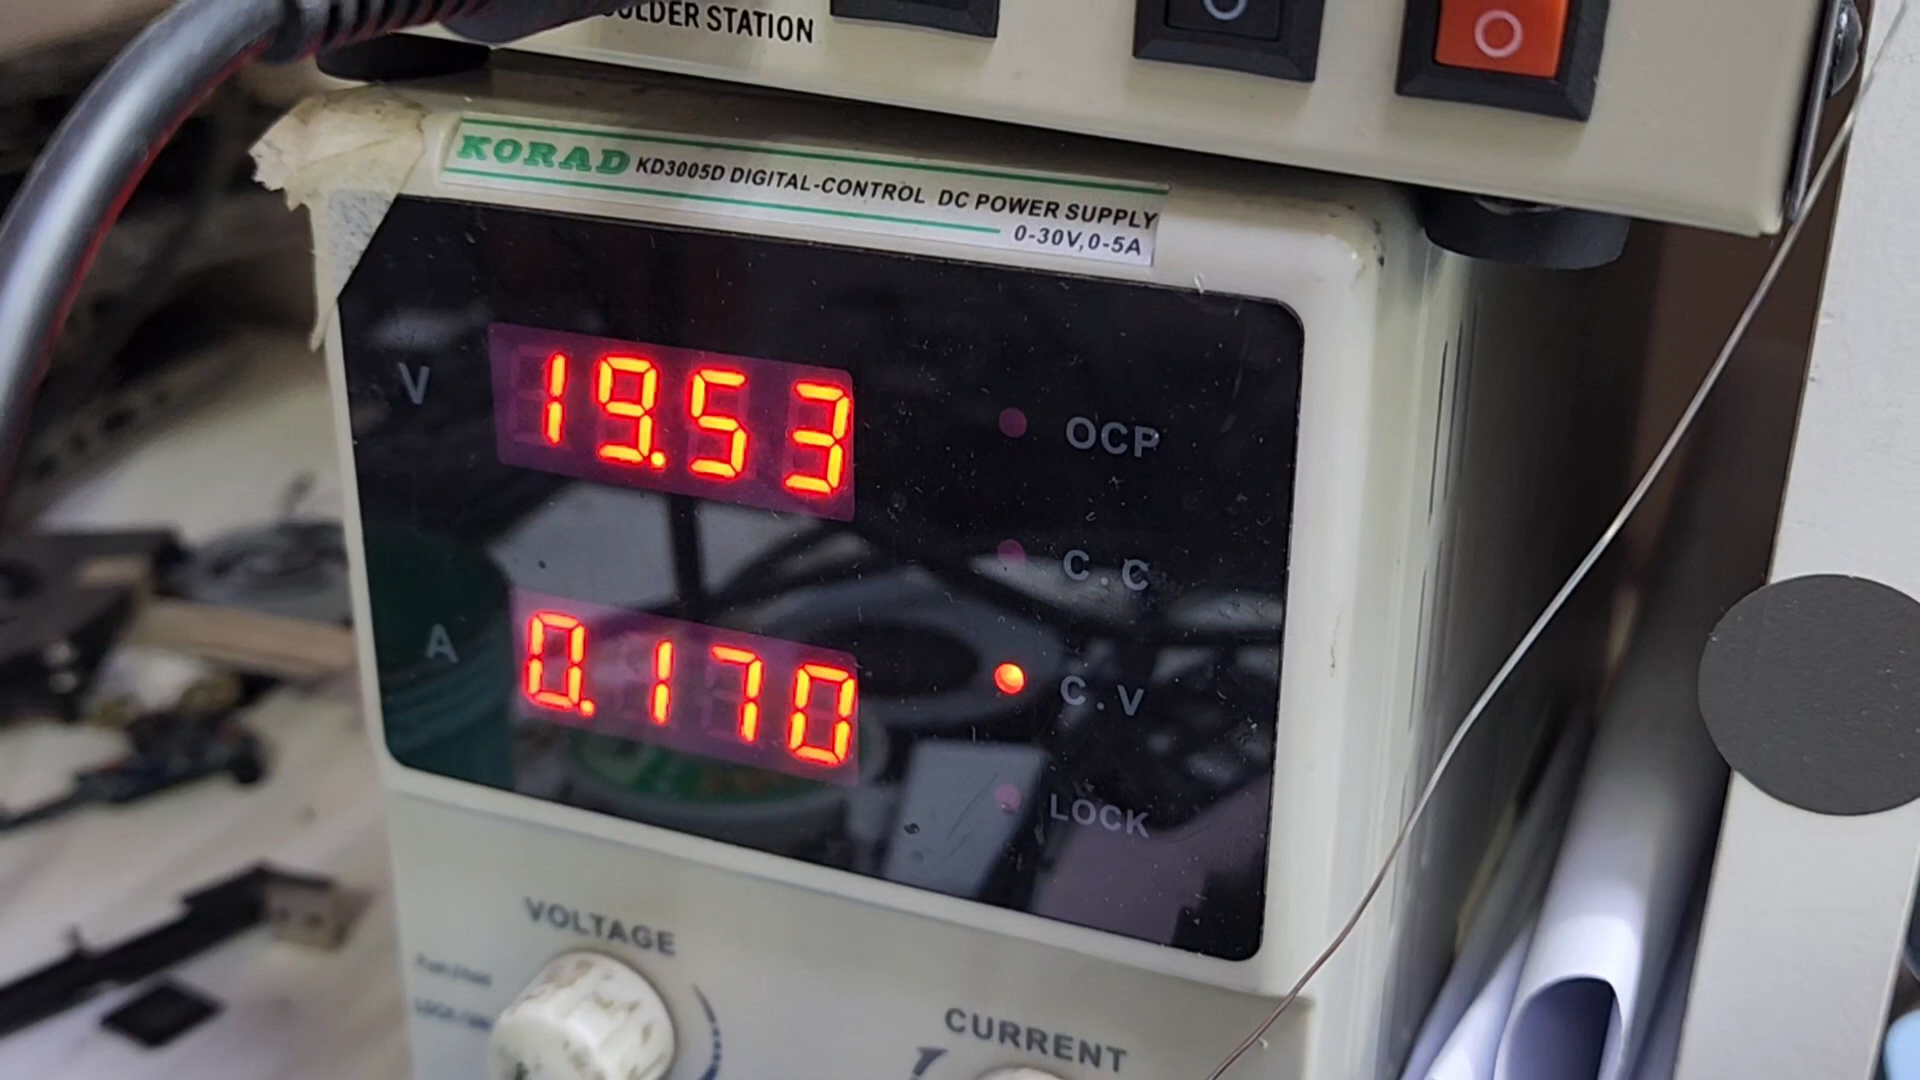 SOLDER STATION
KORAD KD3005D DIGITAL-CONTROL DC POWER SUPPLY
0-30V,0-5A
V
19.53
OCP
C.C
A
0.170
C.V
LOCK
VOLTAGE
CURRENT